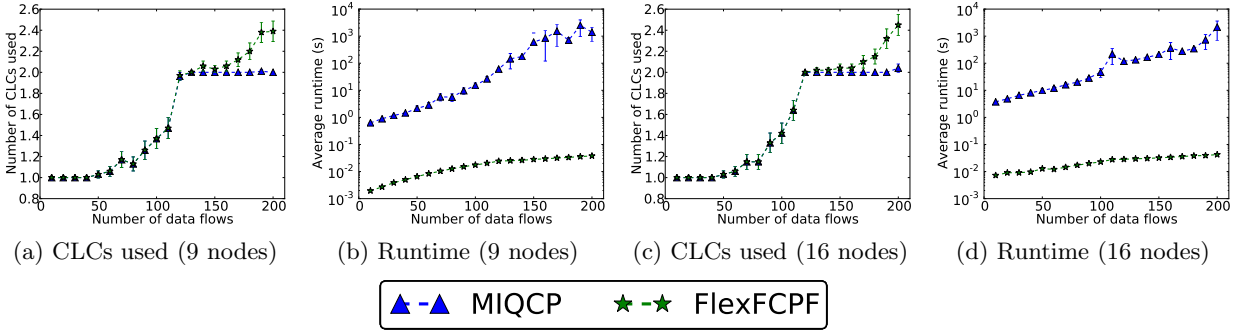 2.6
2.4
2.2
2.0
1.8
1.6
1.4
1.2
1.0
0.8
0 50 100 150 200
Number of CLCs used
Number of data flows
(a) CLCs used (9 nodes)
10^4
10^3
10^2
10^1
10^0
10^-1
10^-2
10^-3
0 50 100 150 200
Average runtime (s)
Number of data flows
(b) Runtime (9 nodes)
2.6
2.4
2.2
2.0
1.8
1.6
1.4
1.2
1.0
0.8
0 50 100 150 200
Number of CLCs used
Number of data flows
(c) CLCs used (16 nodes)
10^4
10^3
10^2
10^1
10^0
10^-1
10^-2
10^-3
0 50 100 150 200
Average runtime (s)
Number of data flows
(d) Runtime (16 nodes)
MIQCP FlexFCPF